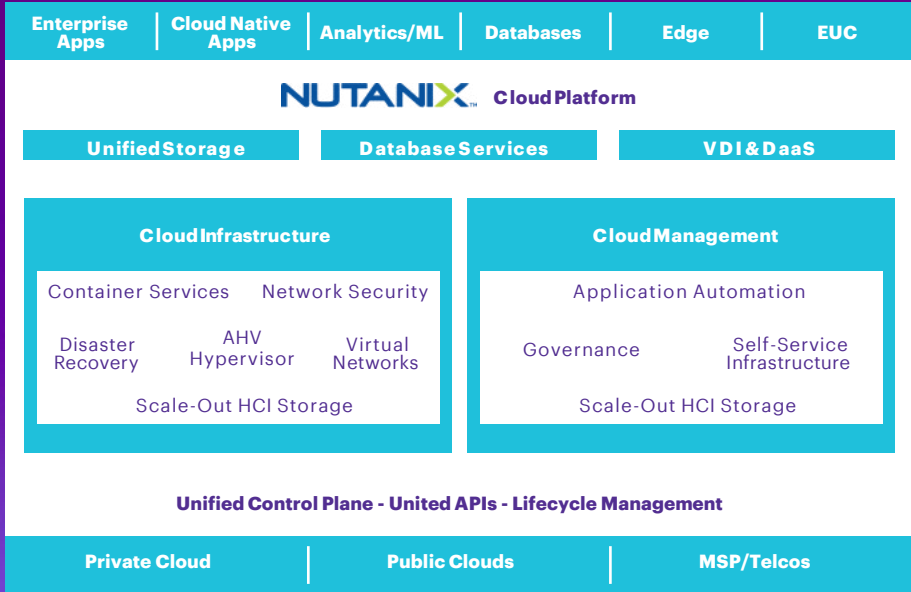 Enterprise Apps
Cloud Native Apps
Analytics/ML
Databases
Edge
EUC
NUTANIX™ Cloud Platform
Unified Storage
Database Services
VDI & DaaS
Cloud Infrastructure
Container Services
Network Security
Disaster Recovery
AHV Hypervisor
Virtual Networks
Scale-Out HCI Storage
Cloud Management
Application Automation
Governance
Self-Service Infrastructure
Scale-Out HCI Storage
Unified Control Plane - United APIs - Lifecycle Management
Private Cloud
Public Clouds
MSP/Telcos